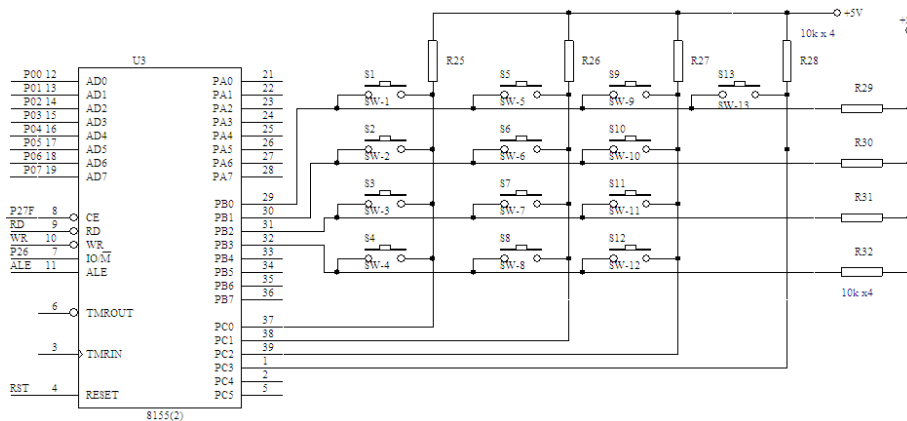 +5V
+5
10k x 4
U3
R25
R26
R27
R28
S1
SW-1
S5
SW-5
S9
SW-9
S13
SW-13
R29
P00 12 AD0 PA0 21
P01 13 AD1 PA1 22
P02 14 AD2 PA2 23
P03 15 AD3 PA3 24
P04 16 AD4 PA4 25
P05 17 AD5 PA5 26
P06 18 AD6 PA6 27
P07 19 AD7 PA7 28
S2
SW-2
S6
SW-6
S10
SW-10
R30
PB0 29
P27F 8 CE PB1 30
RD 9 RD PB2 31
WR 10 WR PB3 32
P26 7 IO/M PB4 33
ALE 11 ALE PB5 34
PB6 35
PB7 36
S3
SW-3
S7
SW-7
S11
SW-11
R31
S4
SW-4
S8
SW-8
S12
SW-12
R32
10k x4
6 TMROUT
PC0 37
PC1 38
3 TMRIN PC2 39
PC3 1
PC4 2
RST 4 RESET PC5 5
8155(2)